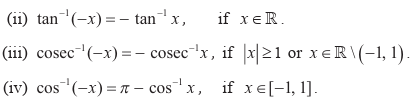 (ii) tan⁻¹(-x) = - tan⁻¹ x, if x ∈ ℝ.
(iii) cosec⁻¹(-x) = - cosec⁻¹x, if |x| ≥ 1 or x ∈ ℝ \ (-1, 1).
(iv) cos⁻¹(-x) = π - cos⁻¹ x, if x ∈ [-1, 1].